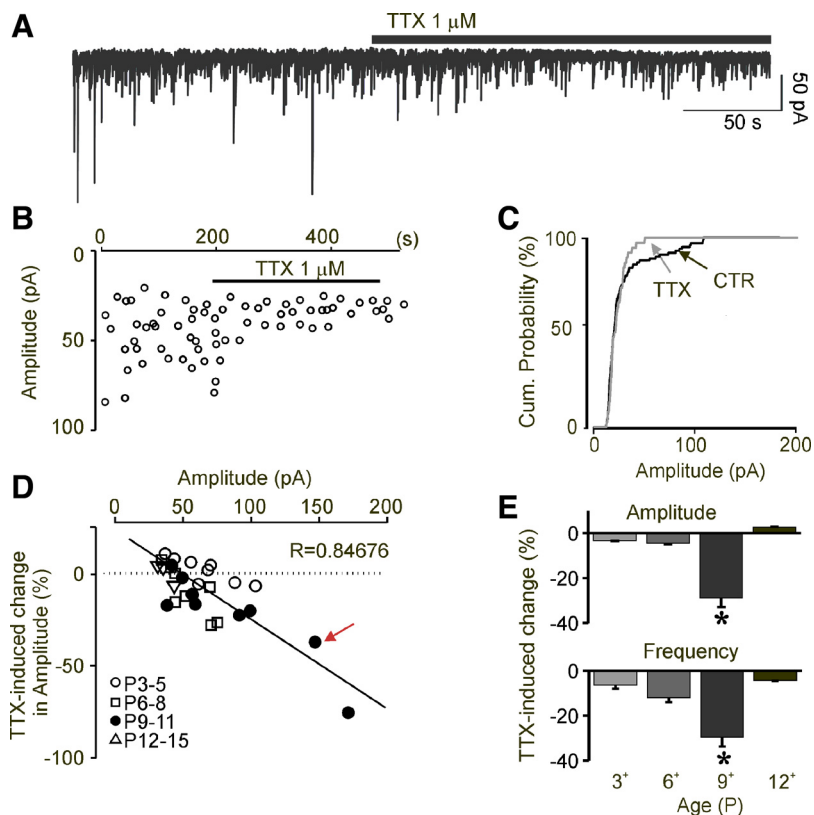 A
TTX 1 µM
50 pA
50 s
B
0 200 400 (s)
0
50
100
Amplitude (pA)
TTX 1 µM
C
100
50
0
Cum. Probability (%)
TTX
CTR
0 100 200
Amplitude (pA)
D
Amplitude (pA)
0 50 100 150 200
R=0.84676
0
-50
-100
TTX-induced change
in Amplitude (%)
P3-5
P6-8
P9-11
P12-15
E
Amplitude
0
-20
-40
*
Frequency
0
-20
-40
*
TTX-induced change (%)
3+ 6+ 9+ 12+
Age (P)